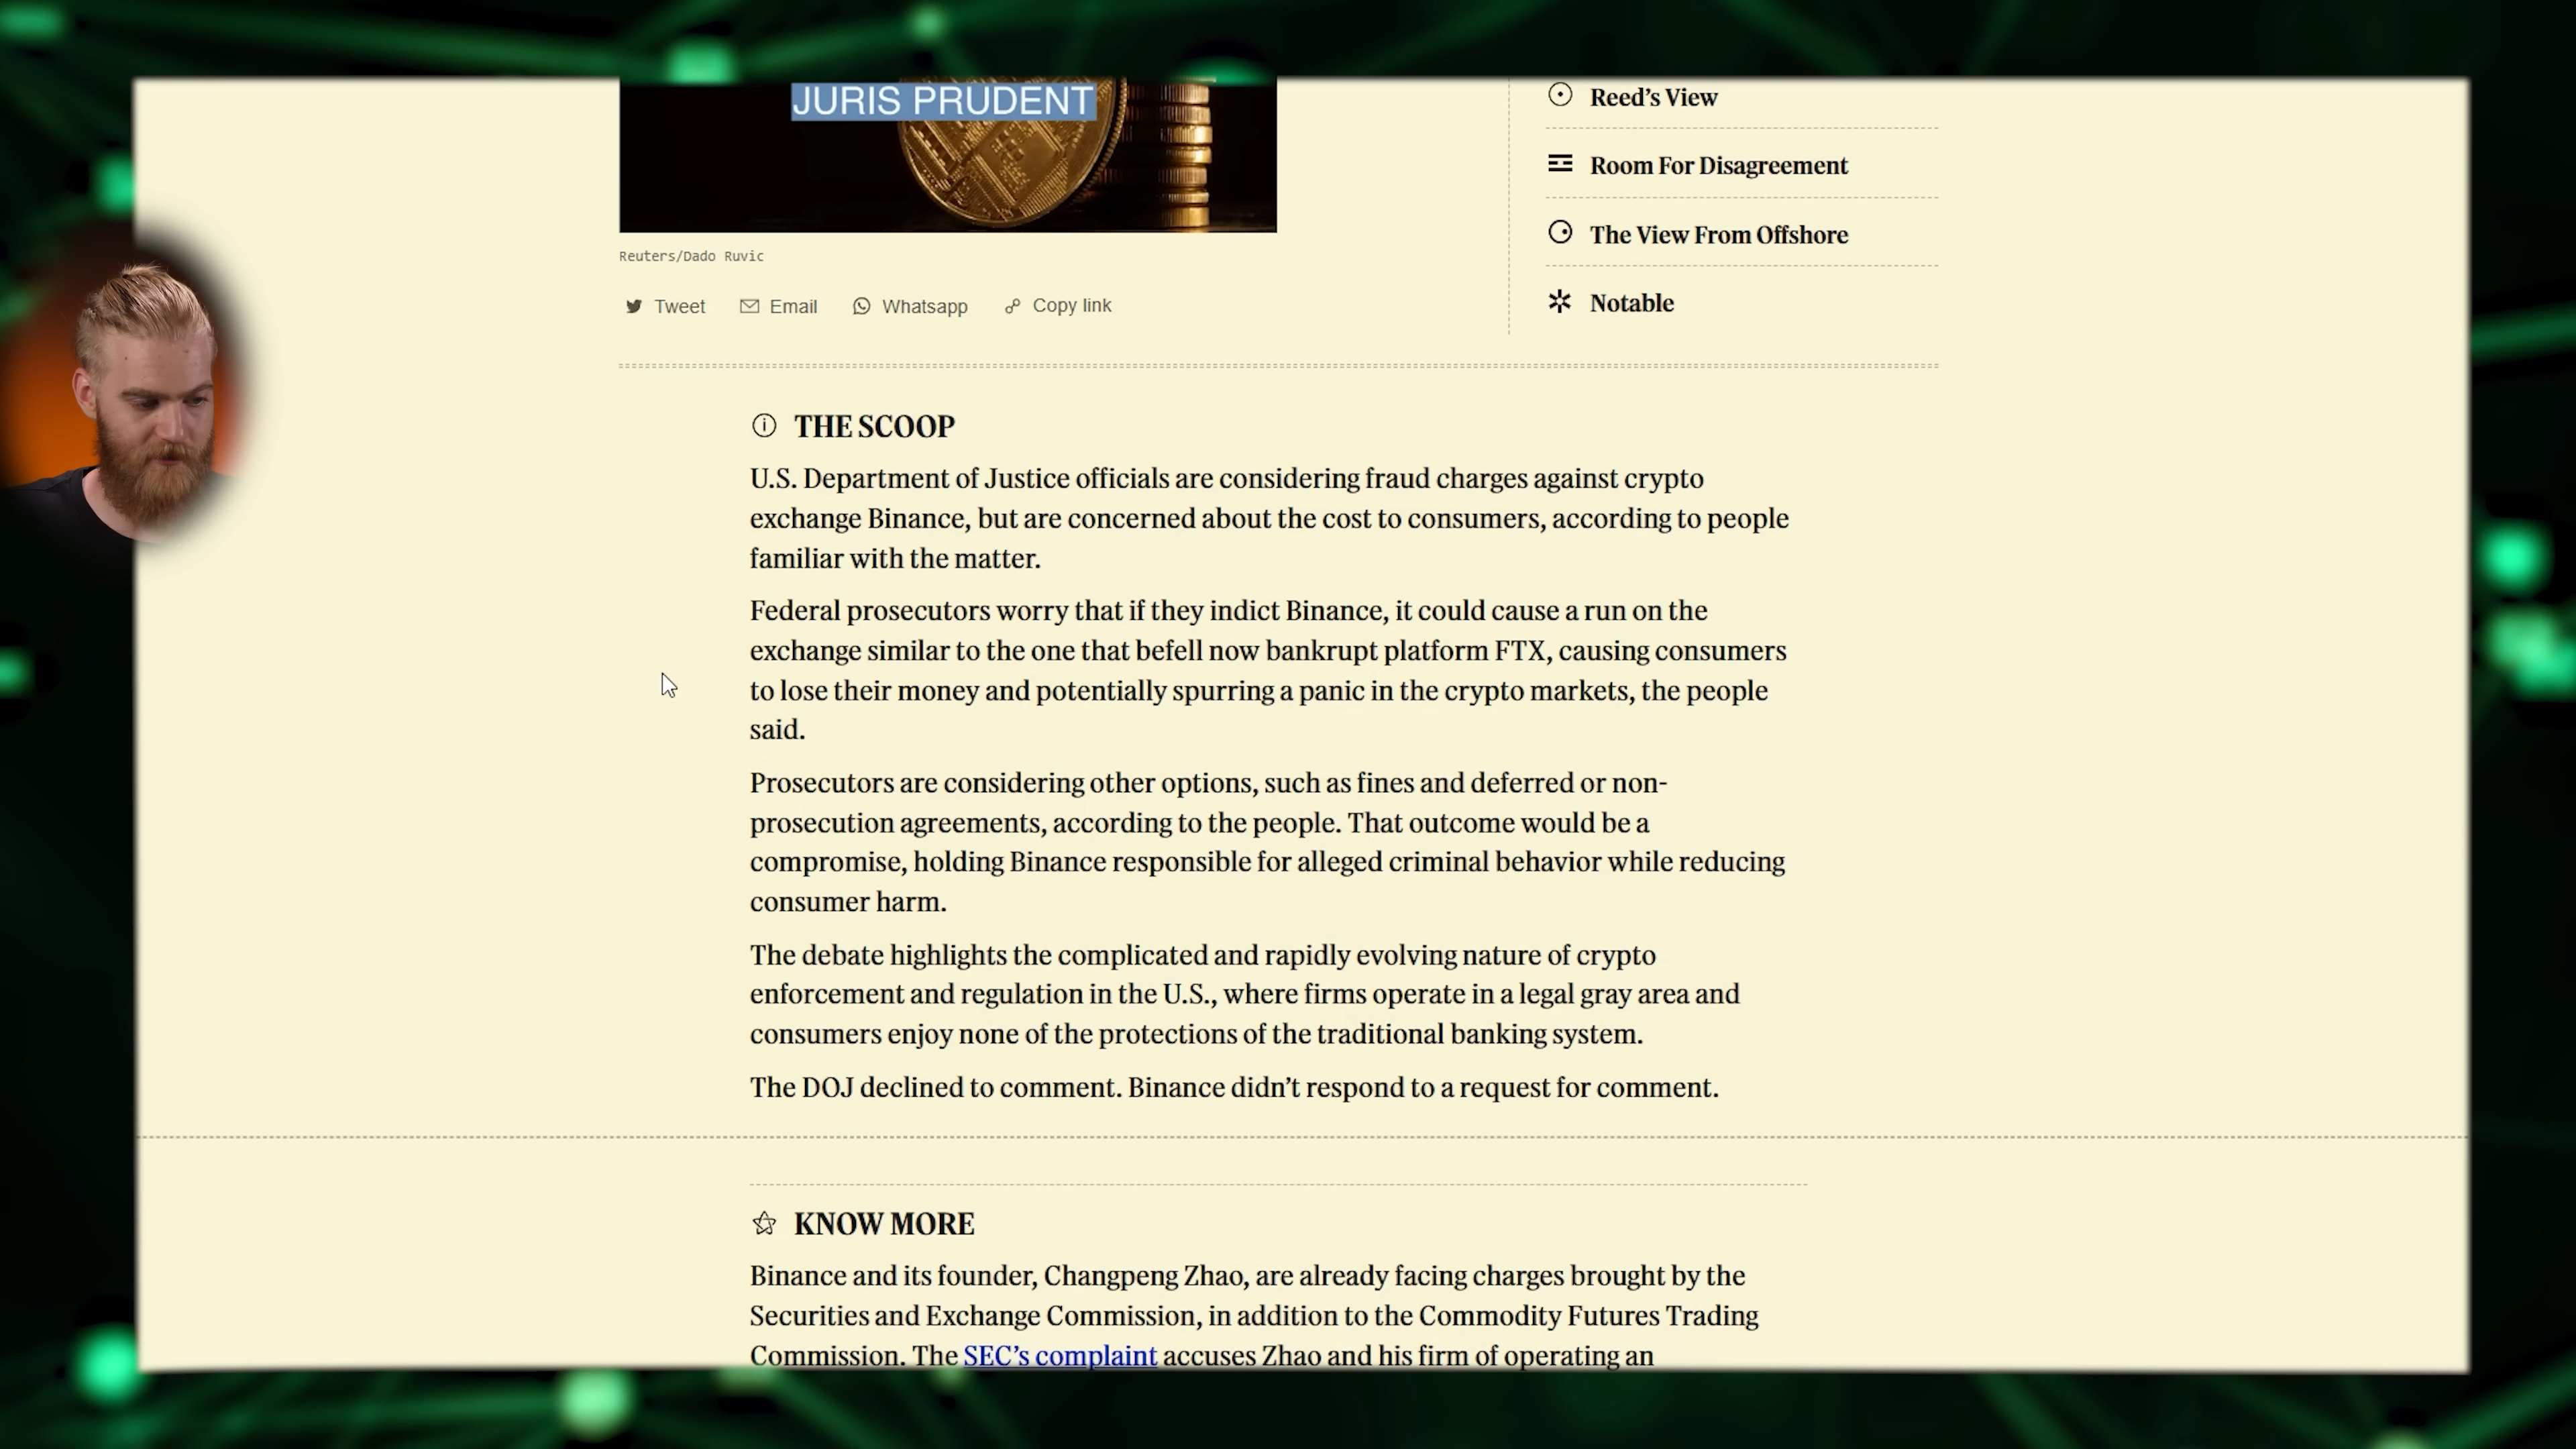 JURIS PRUDENT
Reuters/Dado Ruvic
Tweet Email Whatsapp Copy link
Reed’s View
Room For Disagreement
The View From Offshore
Notable
THE SCOOP
U.S. Department of Justice officials are considering fraud charges against crypto
exchange Binance, but are concerned about the cost to consumers, according to people
familiar with the matter.
Federal prosecutors worry that if they indict Binance, it could cause a run on the
exchange similar to the one that befell now bankrupt platform FTX, causing consumers
to lose their money and potentially spurring a panic in the crypto markets, the people
said.
Prosecutors are considering other options, such as fines and deferred or non-
prosecution agreements, according to the people. That outcome would be a
compromise, holding Binance responsible for alleged criminal behavior while reducing
consumer harm.
The debate highlights the complicated and rapidly evolving nature of crypto
enforcement and regulation in the U.S., where firms operate in a legal gray area and
consumers enjoy none of the protections of the traditional banking system.
The DOJ declined to comment. Binance didn’t respond to a request for comment.
KNOW MORE
Binance and its founder, Changpeng Zhao, are already facing charges brought by the
Securities and Exchange Commission, in addition to the Commodity Futures Trading
Commission. The SEC’s complaint accuses Zhao and his firm of operating an